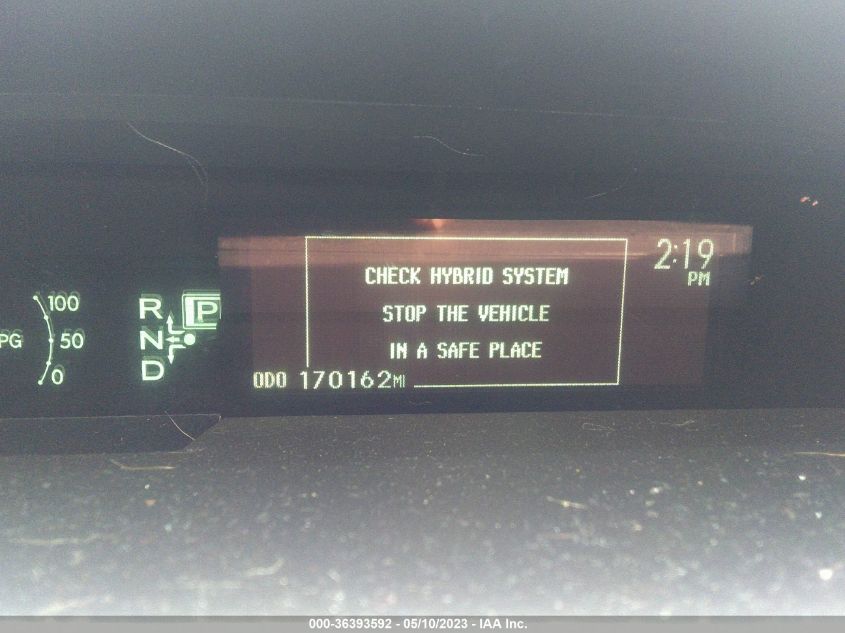 2:19
PM
CHECK HYBRID SYSTEM
STOP THE VEHICLE
IN A SAFE PLACE
ODO 170162MI
100
50
0
PG
R
P
N
D
000-36393592 - 05/10/2023 - IAA Inc.